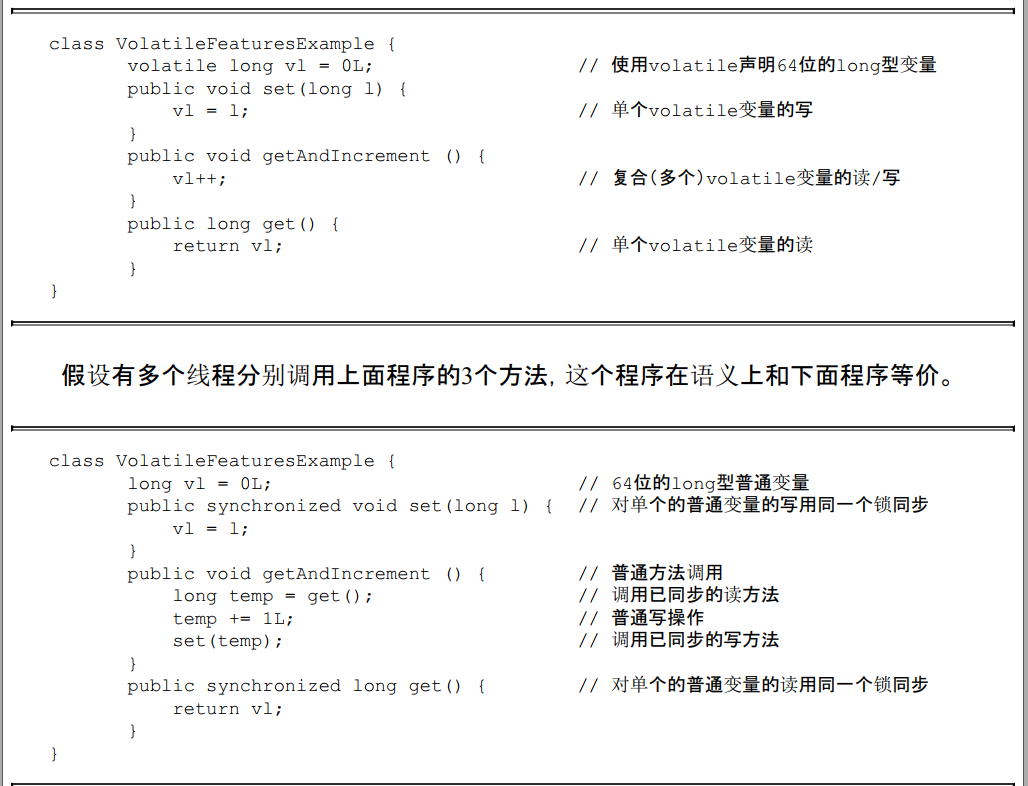 class VolatileFeaturesExample {
volatile long vl = 0L; // 使用volatile声明64位的long型变量
public void set(long l) {
vl = l; // 单个volatile变量的写
}
public void getAndIncrement () {
vl++; // 复合(多个)volatile变量的读/写
}
public long get() {
return vl; // 单个volatile变量的读
}
}
假设有多个线程分别调用上面程序的3个方法, 这个程序在语义上和下面程序等价。
class VolatileFeaturesExample {
long vl = 0L; // 64位的long型普通变量
public synchronized void set(long l) { // 对单个的普通变量的写用同一个锁同步
vl = l;
}
public void getAndIncrement () { // 普通方法调用
long temp = get(); // 调用已同步的读方法
temp += 1L; // 普通写操作
set(temp); // 调用已同步的写方法
}
public synchronized long get() { // 对单个的普通变量的读用同一个锁同步
return vl;
}
}